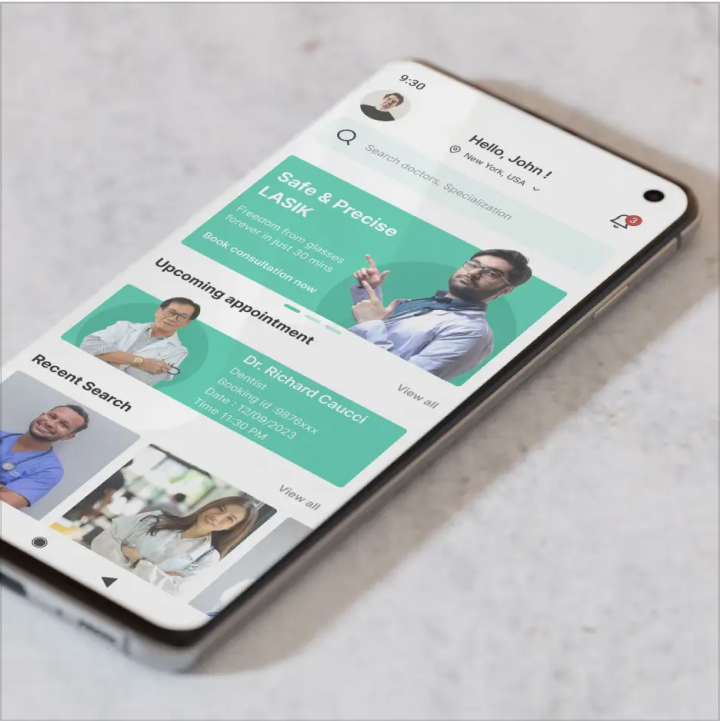 9:30
Hello, John !
New York, USA
3
Search doctors, Specialization
Safe & Precise
LASIK
Freedom from glasses
forever in just 30 mins
Book consultation now
Upcoming appointment
View all
Dr. Richard Caucci
Dentist
Booking id :9876xxx
Date : 12/09/2023
Time 11:30 PM
Recent Search
View all